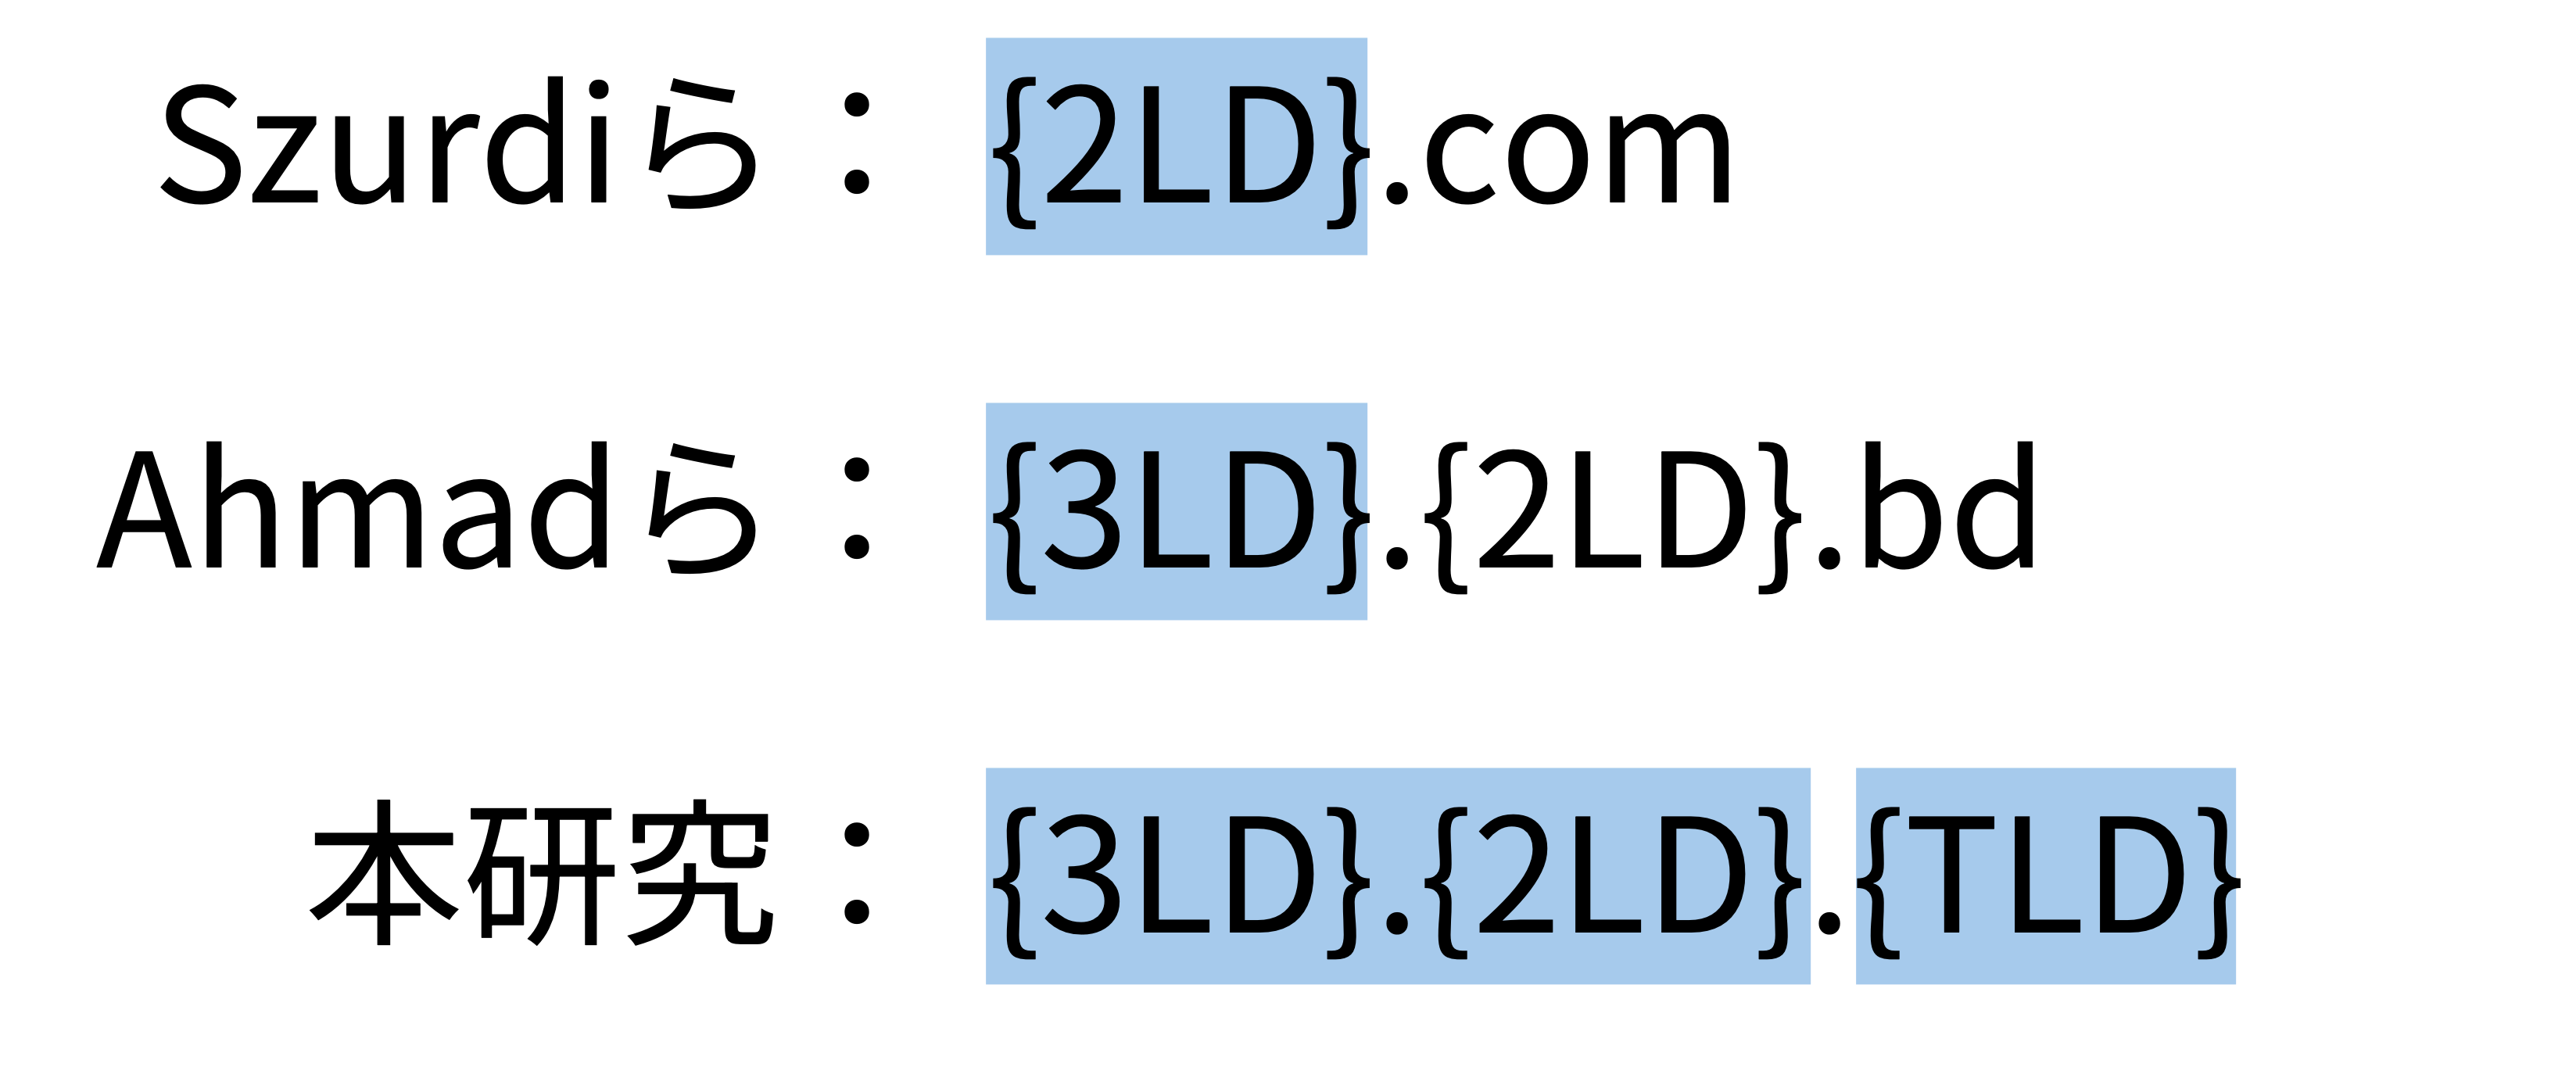 Szurdiら：{2LD}.com
Ahmadら：{3LD}.{2LD}.bd
本研究：{3LD}.{2LD}.{TLD}